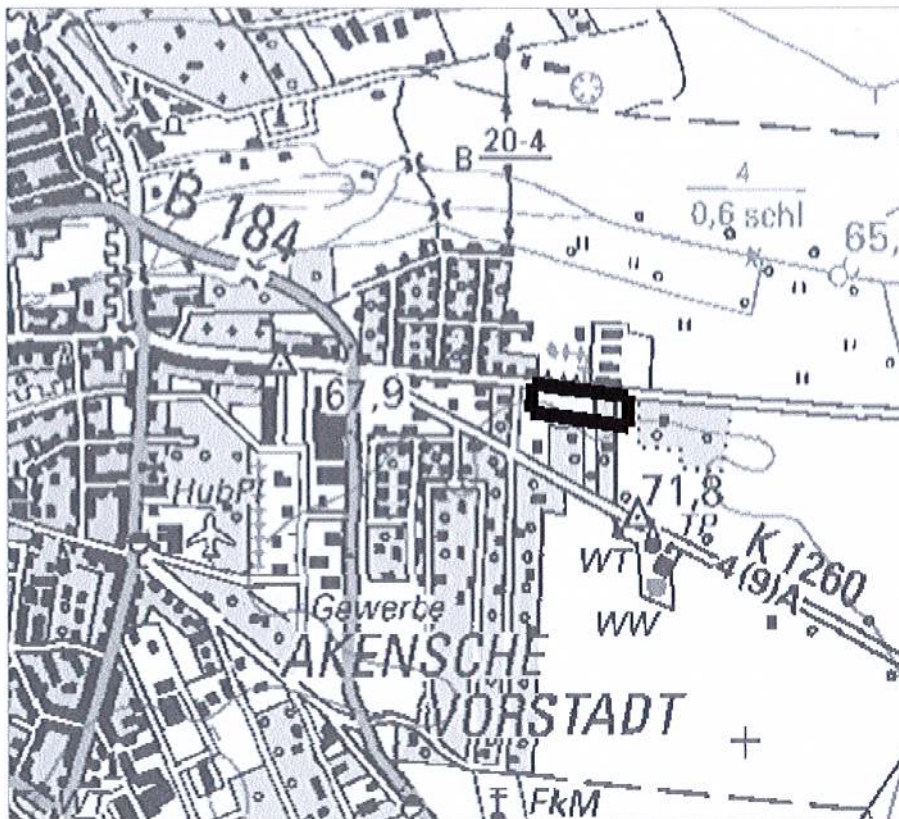 B 20-4
4
0,6 schl
65,
B 184
67,9
HubPl
71,8
TP
K 1260
4(9)A
WT
WW
Gewerbe
AKENSCHE
VORSTADT
WT
FkM